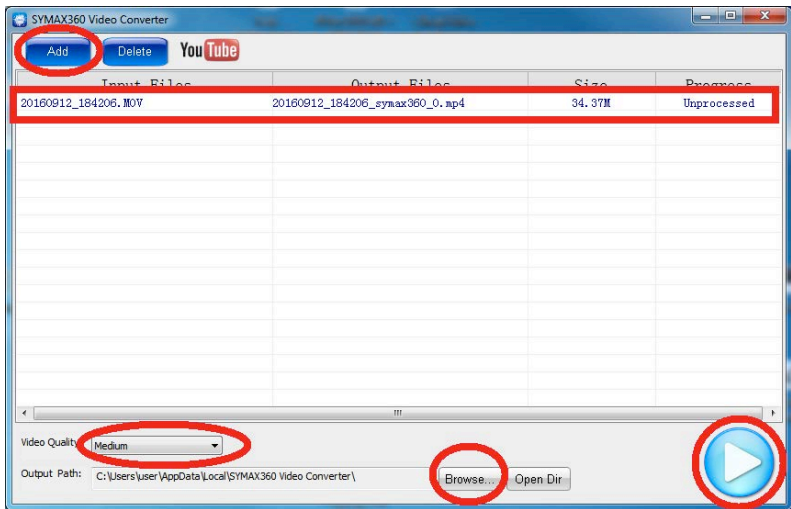 SYMAX360 Video Converter
Add Delete YouTube
Input Files Output Files Size Progress
20160912_184206.MOV 20160912_184206_symax360_0.mp4 34.37M Unprocessed
Video Quality Medium
Output Path: C:\Users\user\AppData\Local\SYMAX360 Video Converter\ Browse... Open Dir